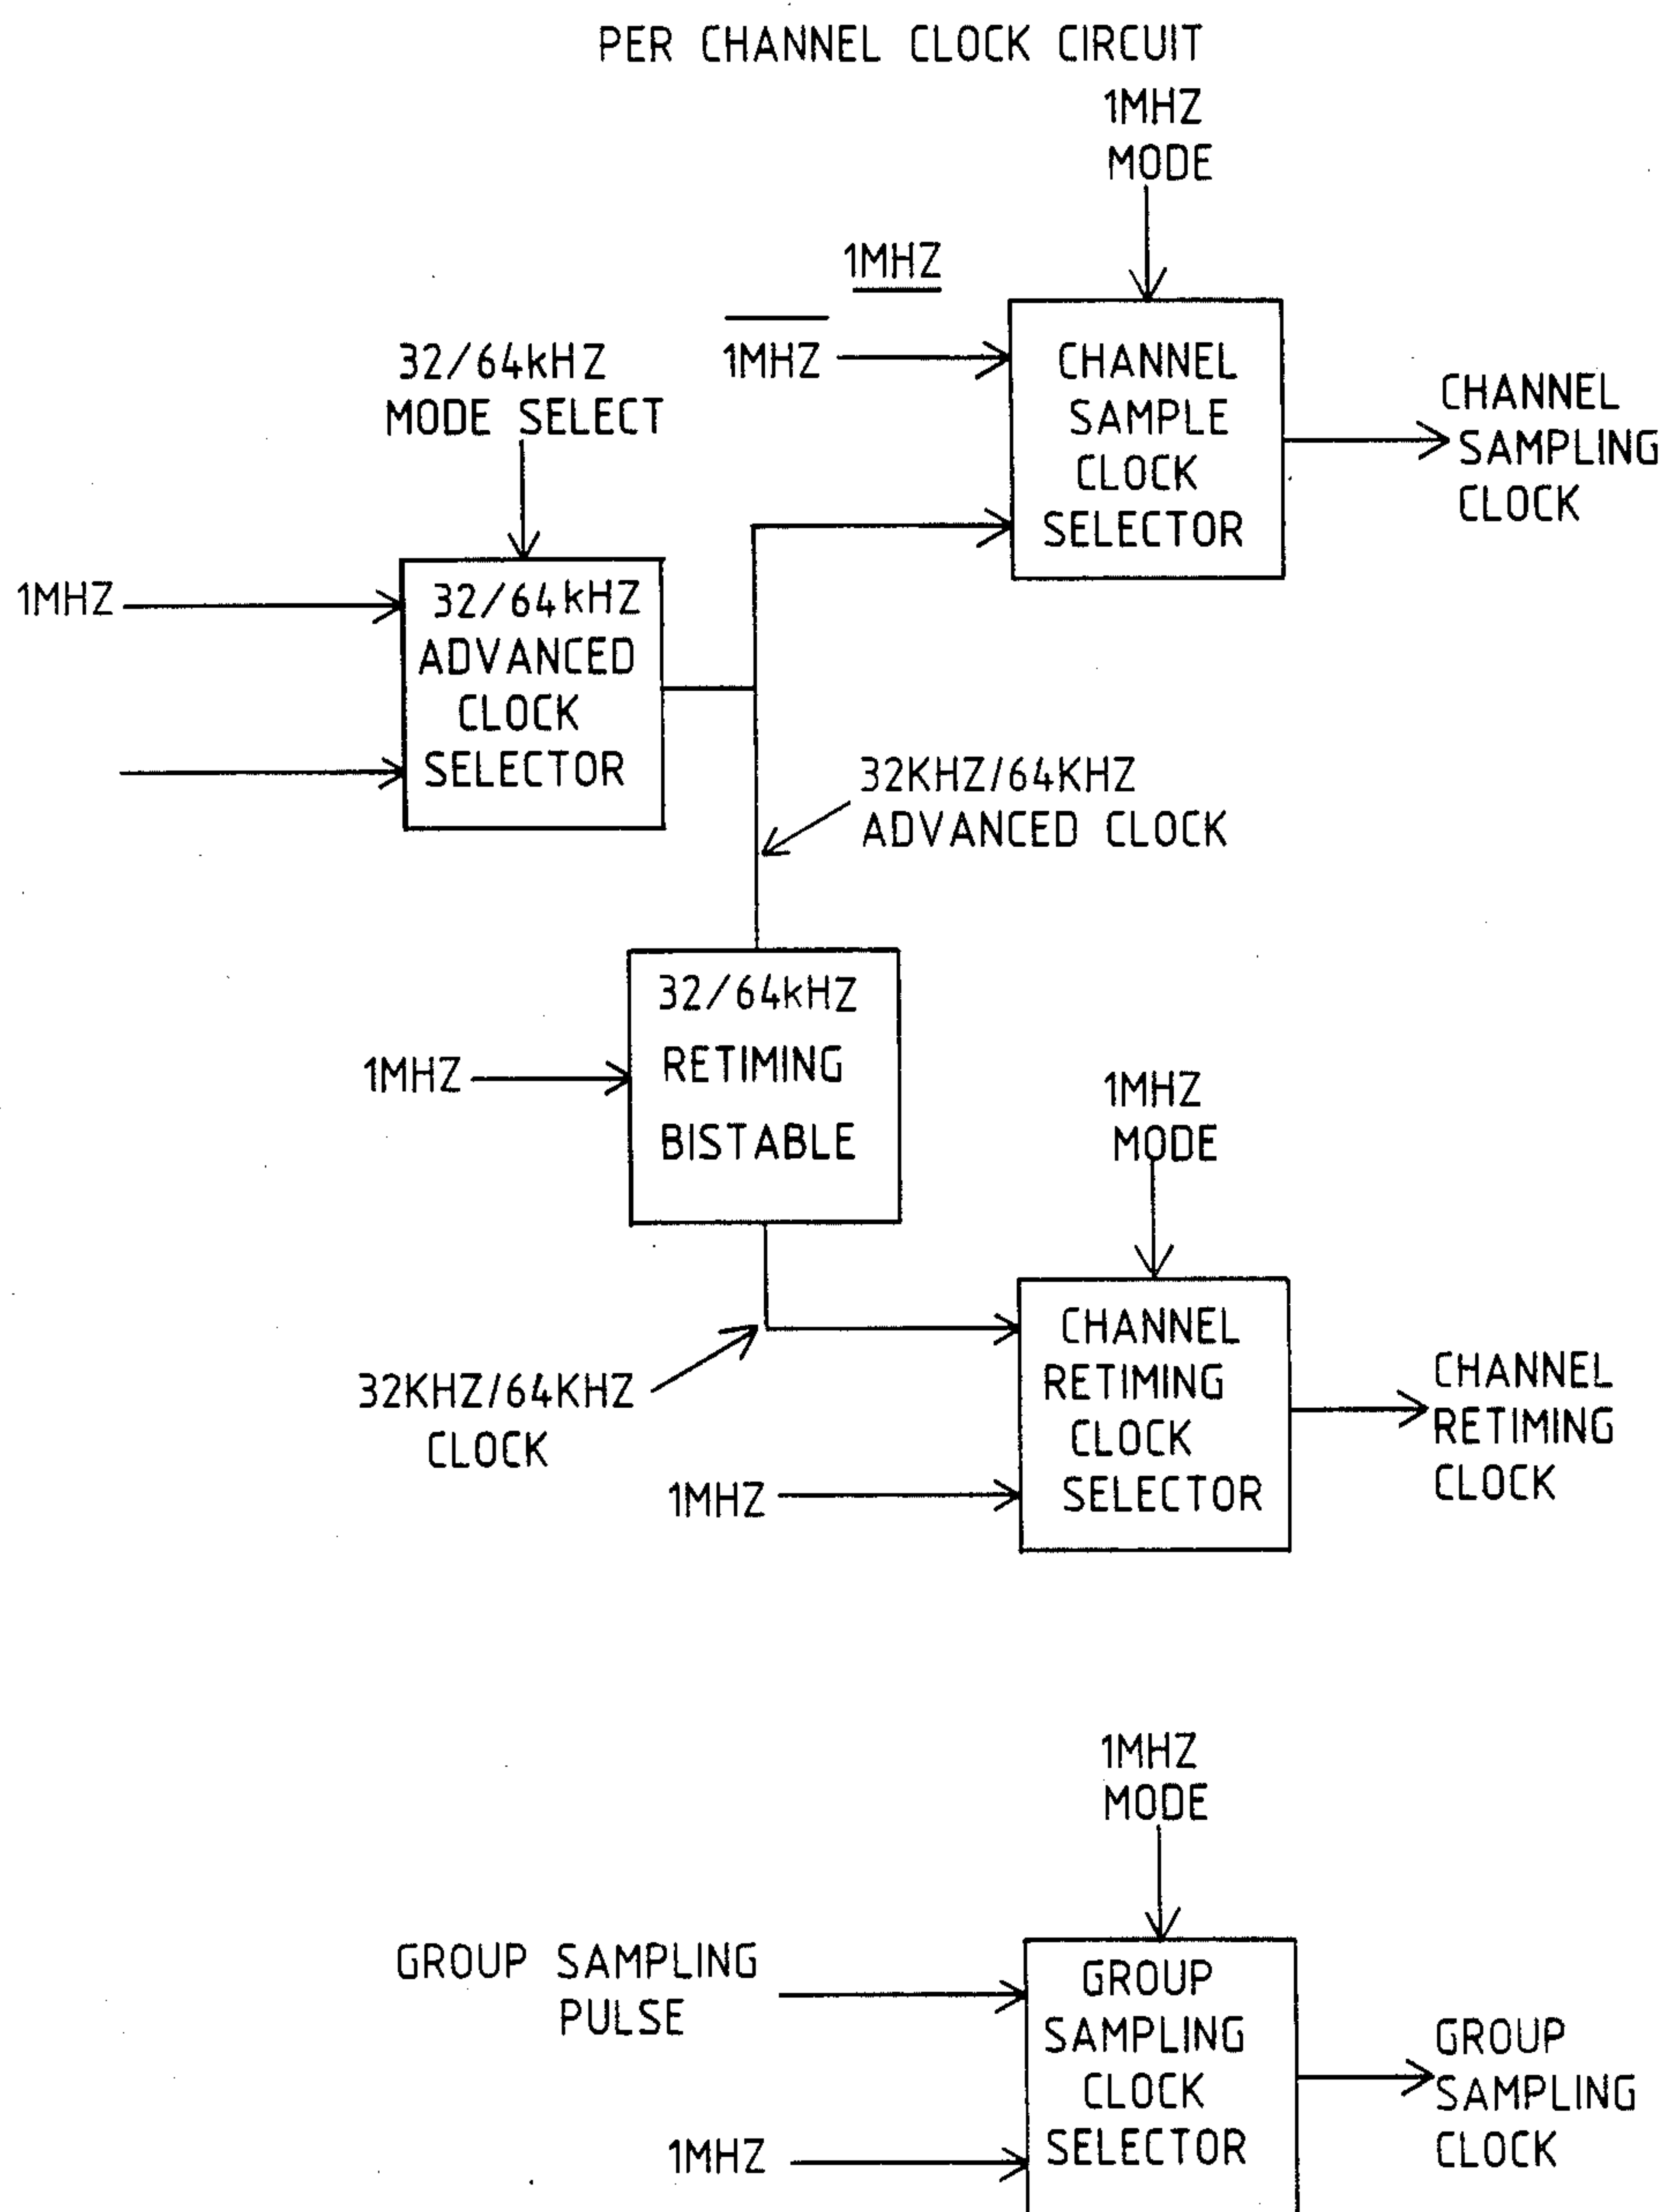 PER CHANNEL CLOCK CIRCUIT
1MHZ
MODE
1MHZ
1MHZ
CHANNEL
SAMPLE
CLOCK
SELECTOR
CHANNEL
SAMPLING
CLOCK
32/64kHZ
MODE SELECT
1MHZ
32/64kHZ
ADVANCED
CLOCK
SELECTOR
32KHZ/64KHZ
ADVANCED CLOCK
32/64kHZ
RETIMING
BISTABLE
1MHZ
1MHZ
MODE
32KHZ/64KHZ
CLOCK
1MHZ
CHANNEL
RETIMING
CLOCK
SELECTOR
CHANNEL
RETIMING
CLOCK
1MHZ
MODE
GROUP SAMPLING
PULSE
1MHZ
GROUP
SAMPLING
CLOCK
SELECTOR
GROUP
SAMPLING
CLOCK